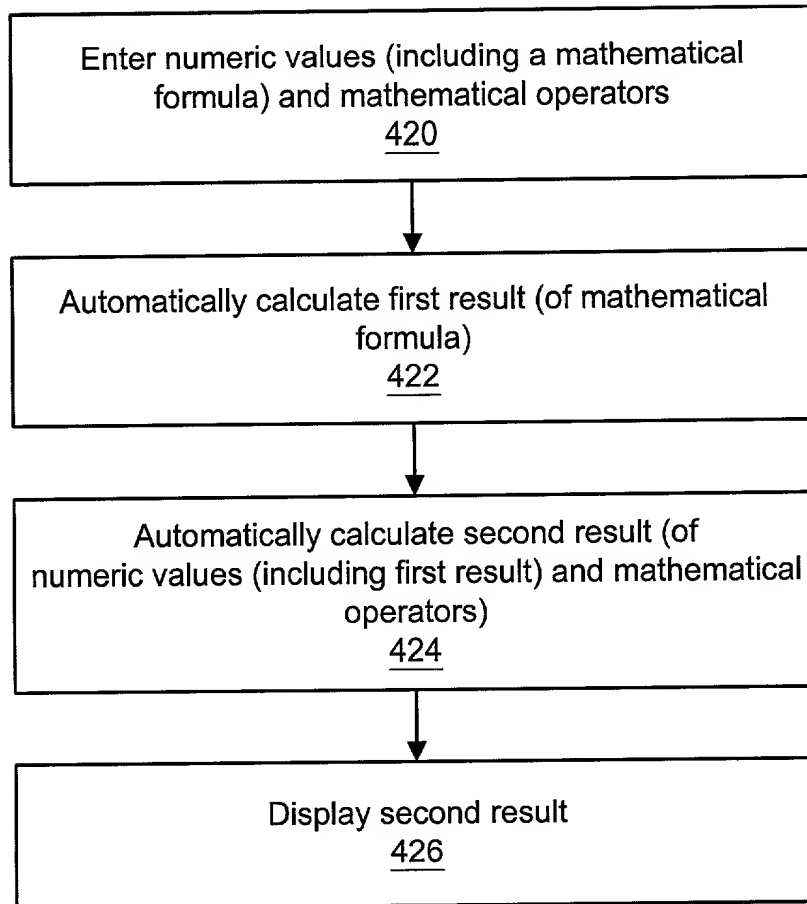 Enter numeric values (including a mathematical
formula) and mathematical operators
420
Automatically calculate first result (of mathematical
formula)
422
Automatically calculate second result (of
numeric values (including first result) and mathematical
operators)
424
Display second result
426